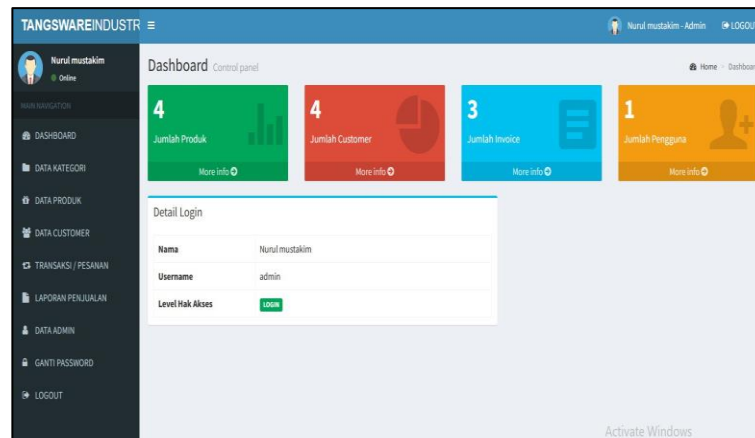 TANGSWAREINDUSTR
Nurul mustakim - Admin
LOGOU
Nurul mustakim
Online
MAIN NAVIGATION
DASHBOARD
DATA KATEGORI
DATA PRODUK
DATA CUSTOMER
TRANSAKSI / PESANAN
LAPORAN PENJUALAN
DATA ADMIN
GANTI PASSWORD
LOGOUT
Dashboard Control panel
Home > Dashboar
4
Jumlah Produk
More info
4
Jumlah Customer
More info
3
Jumlah Invoice
More info
1
Jumlah Pengguna
More info
Detail Login
Nama Nurul mustakim
Username admin
Level Hak Akses LOGIN
Activate Windows